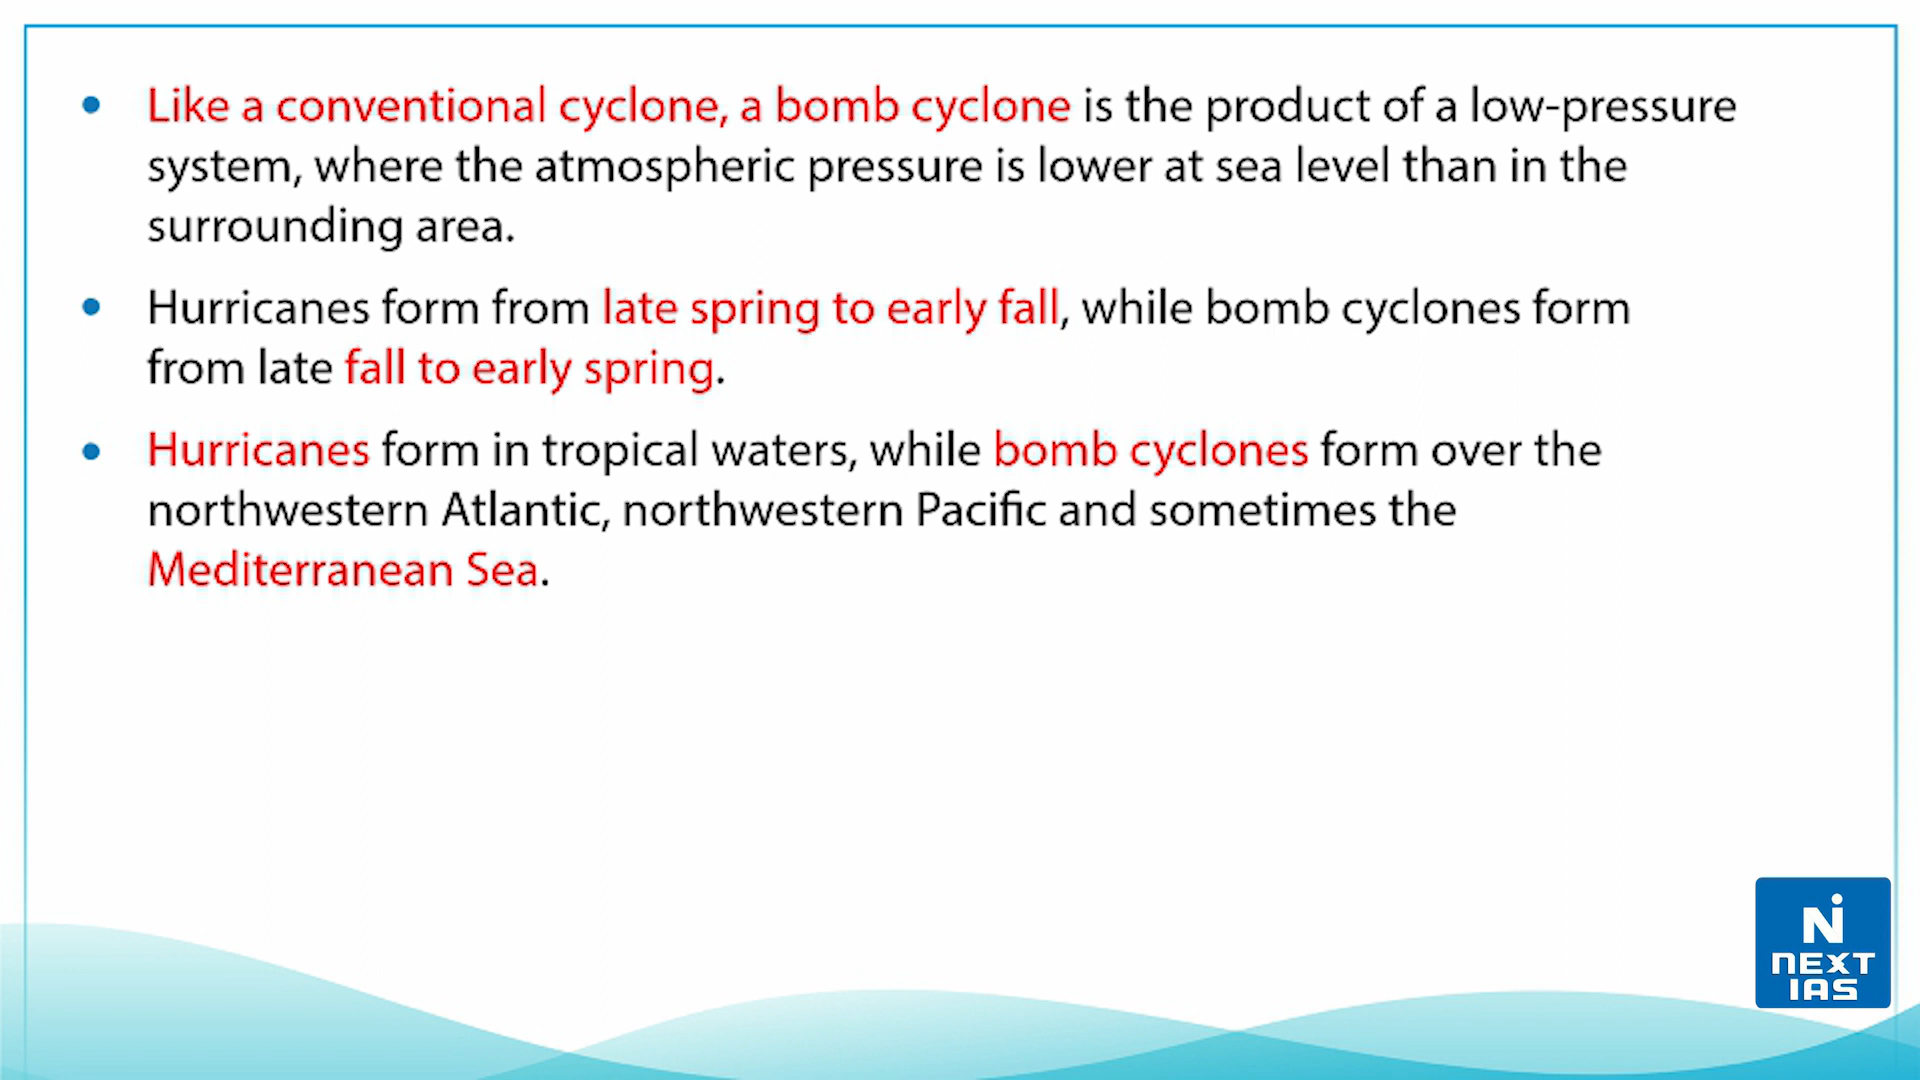 • Like a conventional cyclone, a bomb cyclone is the product of a low-pressure
system, where the atmospheric pressure is lower at sea level than in the
surrounding area.
• Hurricanes form from late spring to early fall, while bomb cyclones form
from late fall to early spring.
• Hurricanes form in tropical waters, while bomb cyclones form over the
northwestern Atlantic, northwestern Pacific and sometimes the
Mediterranean Sea.
N
NEXT
IAS